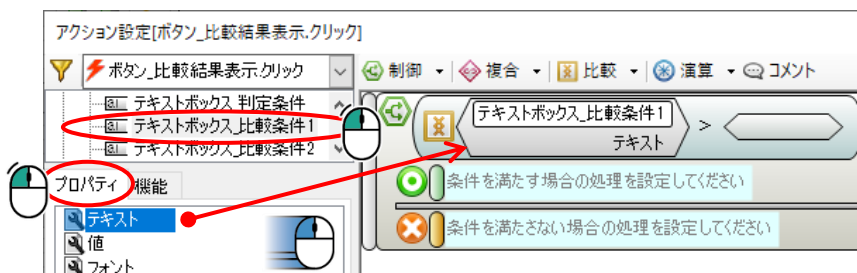 アクション設定[ボタン_比較結果表示.クリック]
ボタン_比較結果表示.クリック
制御 複合 比較 演算 コメント
テキストボックス_判定条件
テキストボックス_比較条件1
テキストボックス_比較条件2
テキストボックス_比較条件1
テキスト
>
プロパティ 機能
条件を満たす場合の処理を設定してください
テキスト
値
フォント
条件を満たさない場合の処理を設定してください